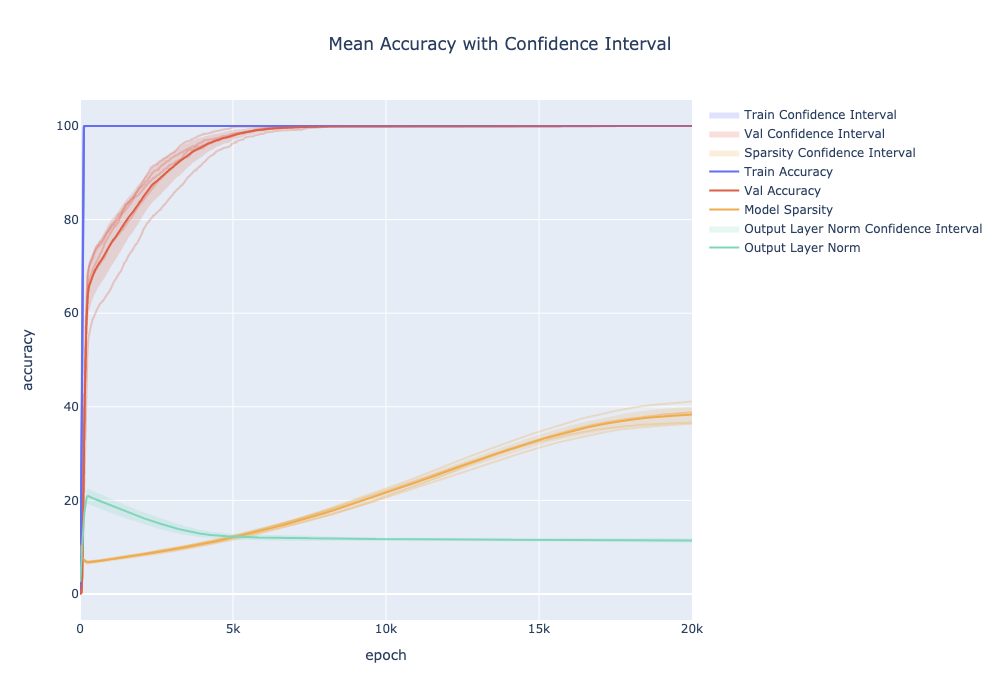 Mean Accuracy with Confidence Interval
Train Confidence Interval
Val Confidence Interval
Sparsity Confidence Interval
Train Accuracy
Val Accuracy
Model Sparsity
Output Layer Norm Confidence Interval
Output Layer Norm
accuracy
100
80
60
40
20
0
0
5k
10k
15k
20k
epoch